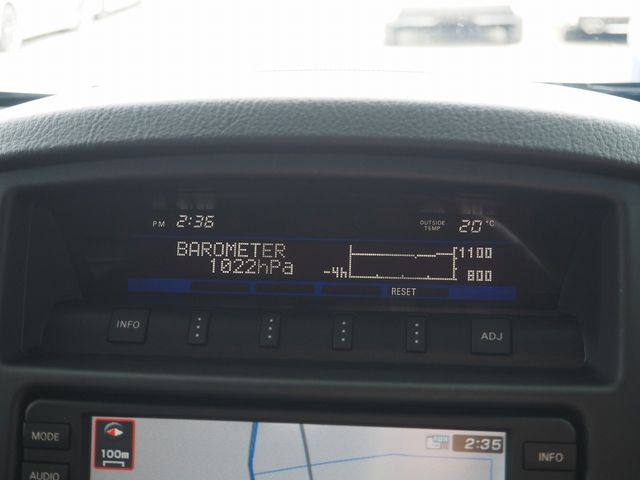 PM 2:36 OUTSIDE TEMP 20°C
BAROMETER 1100
1022hPa -4h 800
RESET
INFO ADJ
MODE 2:35 INFO
100m
AUDIO